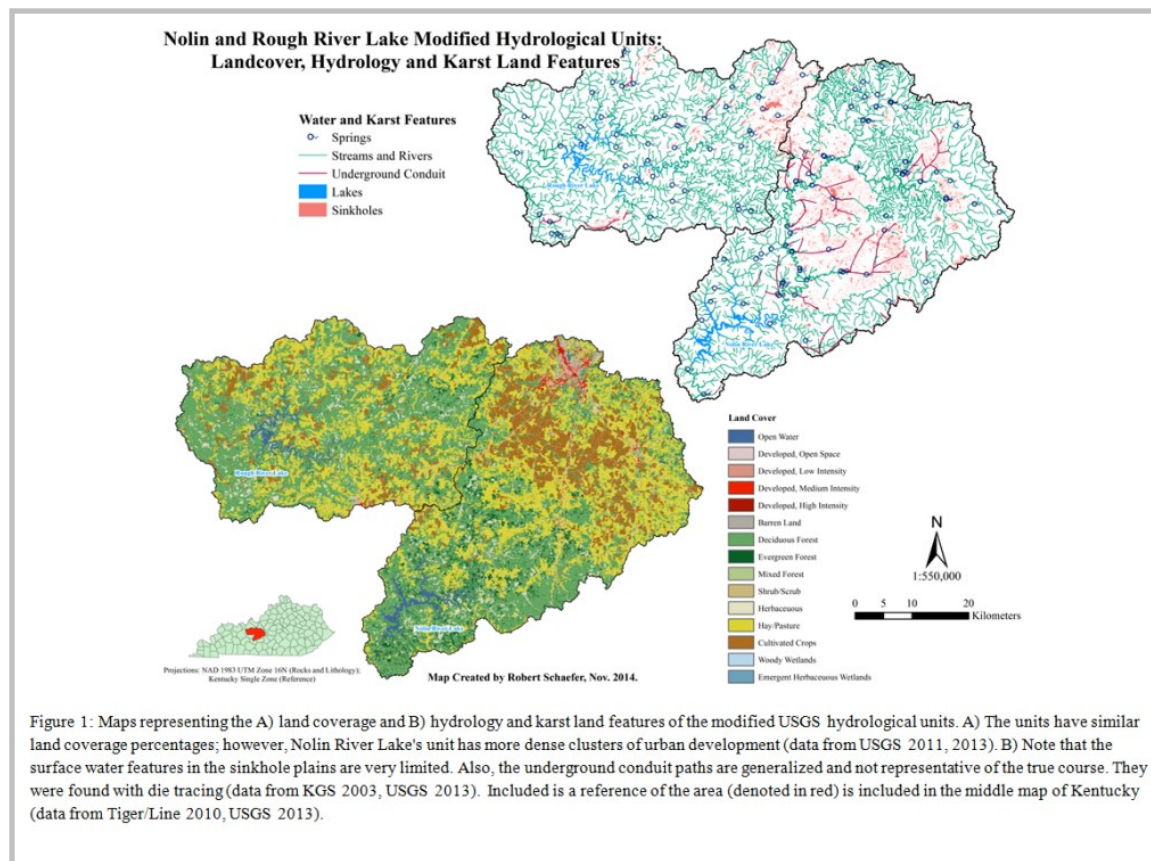 Nolin and Rough River Lake Modified Hydrological Units:
Landcover, Hydrology and Karst Land Features
Water and Karst Features
Springs
Streams and Rivers
Underground Conduit
Lakes
Sinkholes
Rough River Lake
Nolin River Lake
Rough River Lake
Nolin River Lake
Land Cover
Open Water
Developed, Open Space
Developed, Low Intensity
Developed, Medium Intensity
Developed, High Intensity
Barren Land
Deciduous Forest
Evergreen Forest
Mixed Forest
Shrub/Scrub
Herbaceuous
Hay/Pasture
Cultivated Crops
Woody Wetlands
Emergent Herbaceuous Wetlands
N
1:550,000
0 5 10 20
Kilometers
Projections: NAD 1983 UTM Zone 16N (Rocks and Lithology);
Kentucky Single Zone (Reference)
Map Created by Robert Schaefer, Nov. 2014.
Figure 1: Maps representing the A) land coverage and B) hydrology and karst land features of the modified USGS hydrological units. A) The units have similar
land coverage percentages; however, Nolin River Lake's unit has more dense clusters of urban development (data from USGS 2011, 2013). B) Note that the
surface water features in the sinkhole plains are very limited. Also, the underground conduit paths are generalized and not representative of the true course. They
were found with die tracing (data from KGS 2003, USGS 2013). Included is a reference of the area (denoted in red) is included in the middle map of Kentucky
(data from Tiger/Line 2010, USGS 2013).